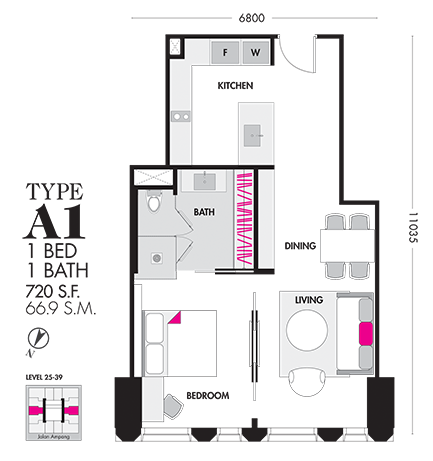 6800
F W
KITCHEN
11035
BATH
TYPE
A1
1 BED
1 BATH
720 S.F.
66.9 S.M.
DINING
LIVING
N
LEVEL 25-39
BEDROOM
Jalan Ampang